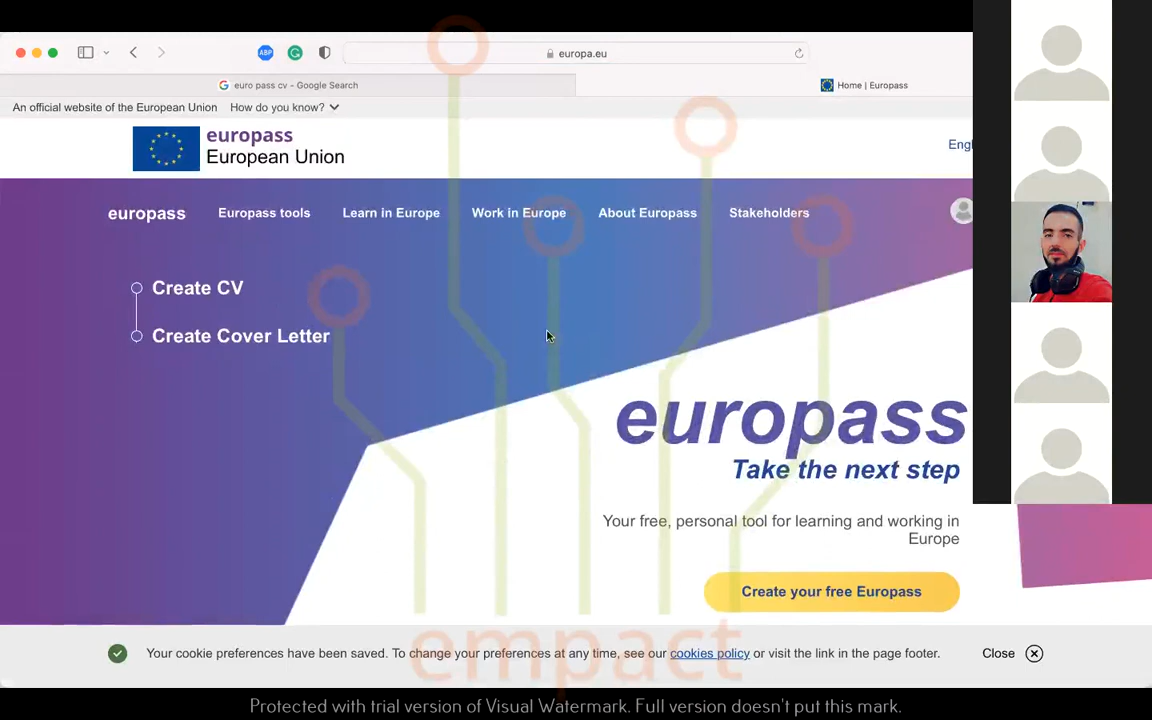 ABP
europa.eu
euro pass cv - Google Search
Home | Europass
An official website of the European Union How do you know?
europass
European Union
Engl
europass Europass tools Learn in Europe Work in Europe About Europass Stakeholders
Create CV
Create Cover Letter
europass
Take the next step
Your free, personal tool for learning and working in
Europe
Create your free Europass
Your cookie preferences have been saved. To change your preferences at any time, see our cookies policy or visit the link in the page footer.
Close
empact
Protected with trial version of Visual Watermark. Full version doesn't put this mark.